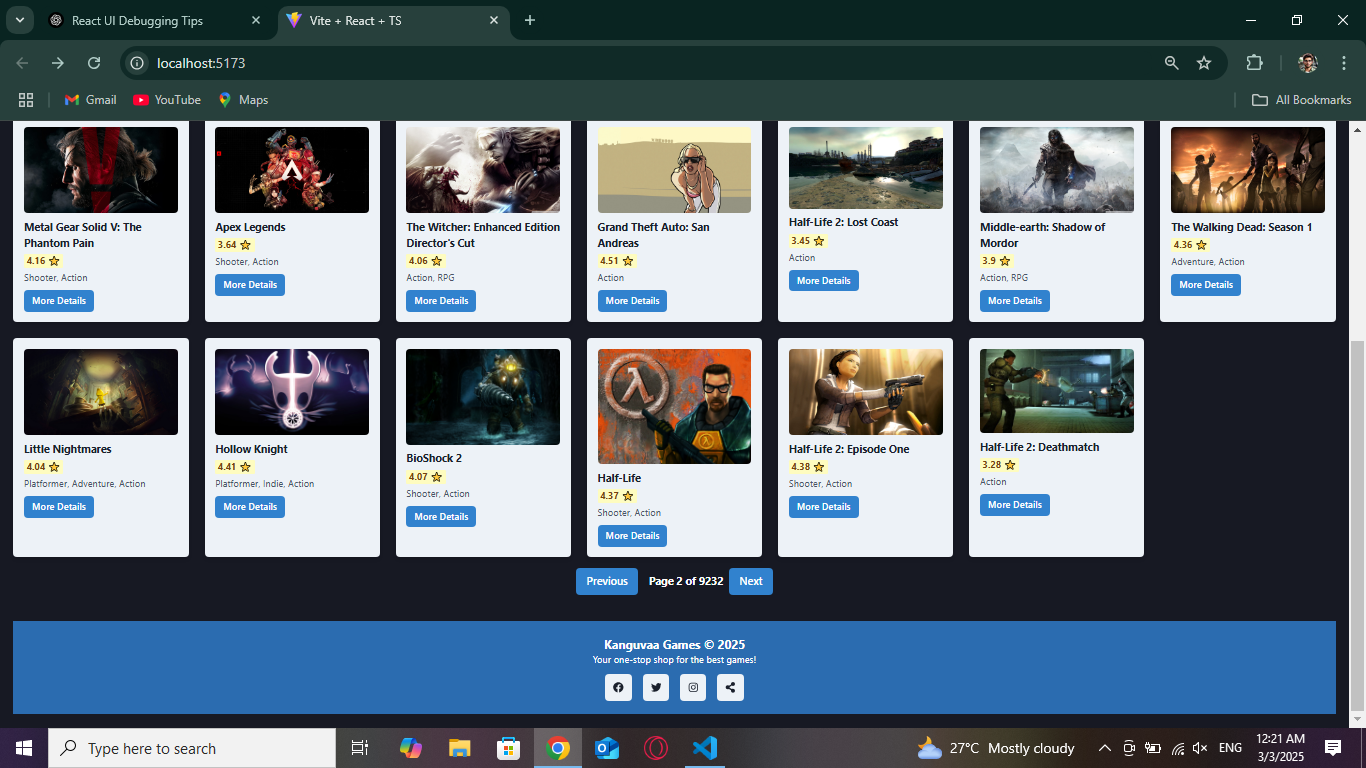 React UI Debugging Tips
Vite + React + TS
localhost:5173
Gmail
YouTube
Maps
All Bookmarks
Metal Gear Solid V: The
Phantom Pain
4.16
Shooter, Action
More Details
Apex Legends
3.64
Shooter, Action
More Details
The Witcher: Enhanced Edition
Director's Cut
4.06
Action, RPG
More Details
Grand Theft Auto: San
Andreas
4.51
Action
More Details
Half-Life 2: Lost Coast
3.45
Action
More Details
Middle-earth: Shadow of
Mordor
3.9
Action, RPG
More Details
The Walking Dead: Season 1
4.36
Adventure, Action
More Details
Little Nightmares
4.04
Platformer, Adventure, Action
More Details
Hollow Knight
4.41
Platformer, Indie, Action
More Details
BioShock 2
4.07
Shooter, Action
More Details
Half-Life
4.37
Shooter, Action
More Details
Half-Life 2: Episode One
4.38
Shooter, Action
More Details
Half-Life 2: Deathmatch
3.28
Action
More Details
Previous
Page 2 of 9232
Next
Kanguvaa Games © 2025
Your one-stop shop for the best games!
Type here to search
27°C Mostly cloudy
ENG
12:21 AM
3/3/2025